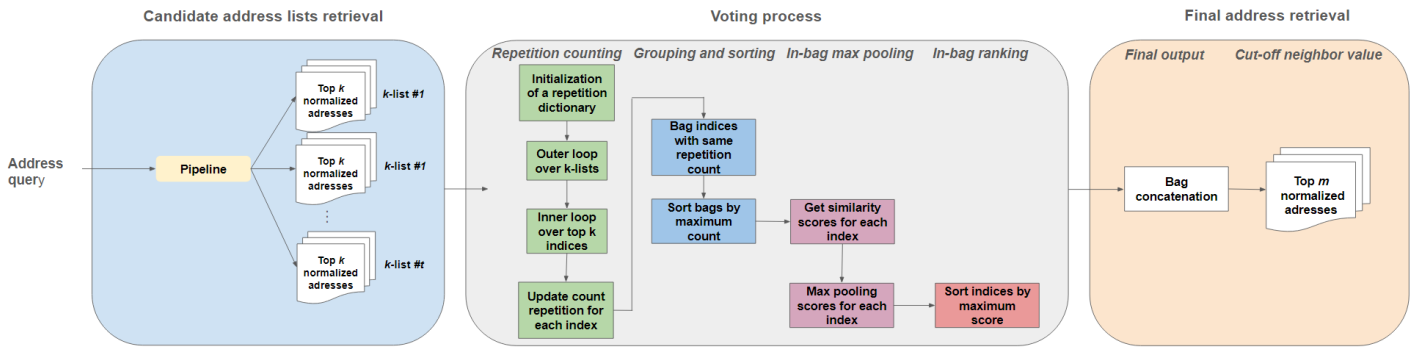 Candidate address lists retrieval
Voting process
Final address retrieval
Address
query
Pipeline
Top k
normalized
adresses
k-list #1
Top k
normalized
adresses
k-list #1
⋮
Top k
normalized
adresses
k-list #t
Repetition counting
Grouping and sorting
In-bag max pooling
In-bag ranking
Initialization
of a repetition
dictionary
Outer loop
over k-lists
Inner loop
over top k
indices
Update count
repetition for
each index
Bag indices
with same
repetition
count
Sort bags by
maximum
count
Get similarity
scores for each
index
Max pooling
scores for each
index
Sort indices by
maximum
score
Final output
Cut-off neighbor value
Bag
concatenation
Top m
normalized
adresses